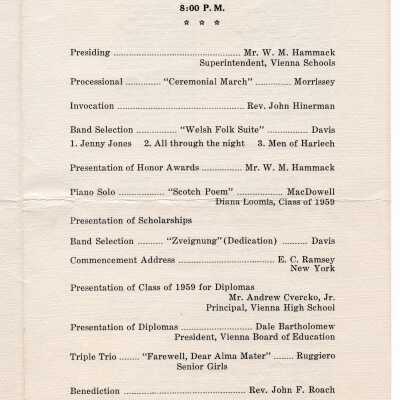 8:00 P. M.
* * *
Presiding ........................................ Mr. W. M. Hammack
Superintendent, Vienna Schools
Processional ............ "Ceremonial March" ............ Morrissey
Invocation .......................................... Rev. John Hinerman
Band Selection ............... "Welsh Folk Suite" ............... Davis
1. Jenny Jones 2. All through the night 3. Men of Harlech
Presentation of Honor Awards ............. Mr. W. M. Hammack
Piano Solo ................ "Scotch Poem" ................ MacDowell
Diana Loomis, Class of 1959
Presentation of Scholarships
Band Selection ........ "Zveignung" (Dedication) ......... Davis
Commencement Address ............................. E. C. Ramsey
New York
Presentation of Class of 1959 for Diplomas
Mr. Andrew Cvercko, Jr.
Principal, Vienna High School
Presentation of Diplomas ...................... Dale Bartholomew
President, Vienna Board of Education
Triple Trio ....... "Farewell, Dear Alma Mater" ....... Ruggiero
Senior Girls
Benediction ........................................ Rev. John F. Roach